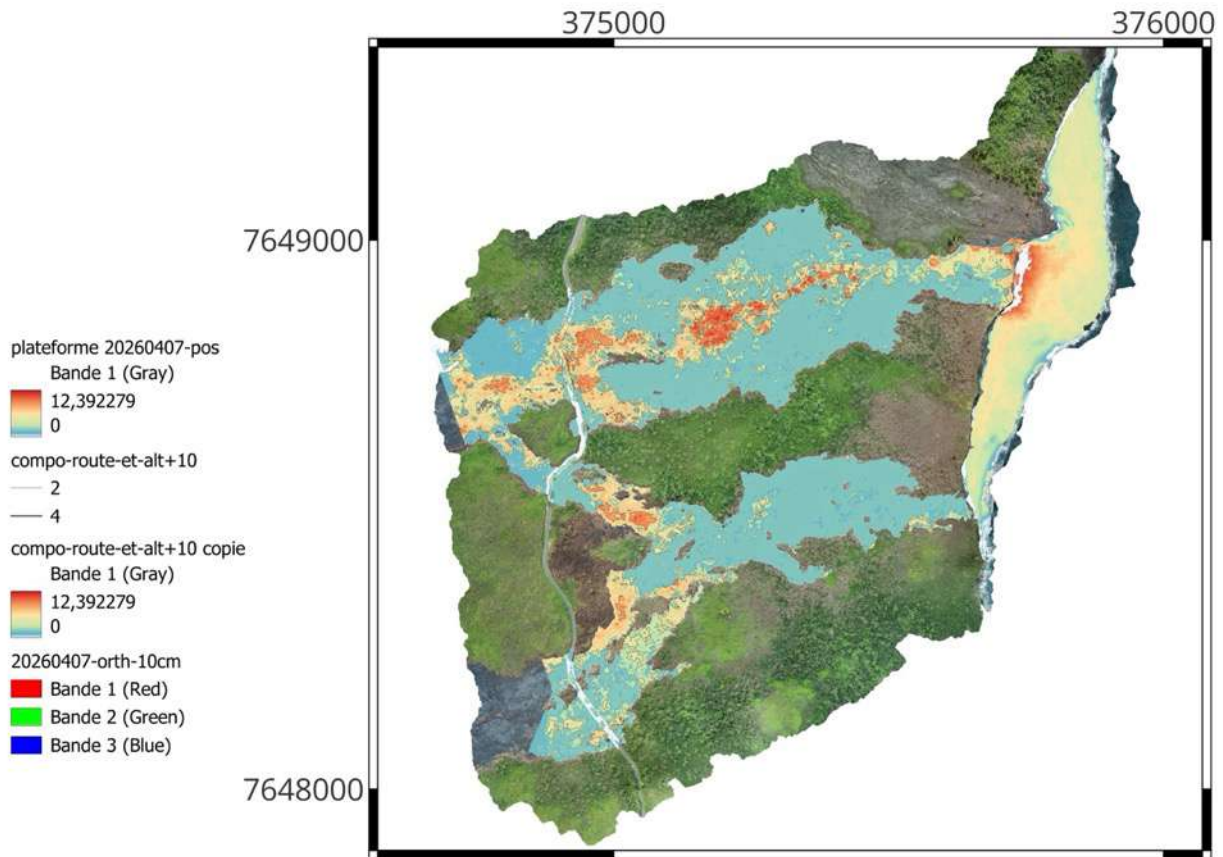 375000
376000
7649000
7648000
plateforme 20260407-pos
Bande 1 (Gray)
12,392279
0
compo-route-et-alt+10
2
4
compo-route-et-alt+10 copie
Bande 1 (Gray)
12,392279
0
20260407-orth-10cm
Bande 1 (Red)
Bande 2 (Green)
Bande 3 (Blue)